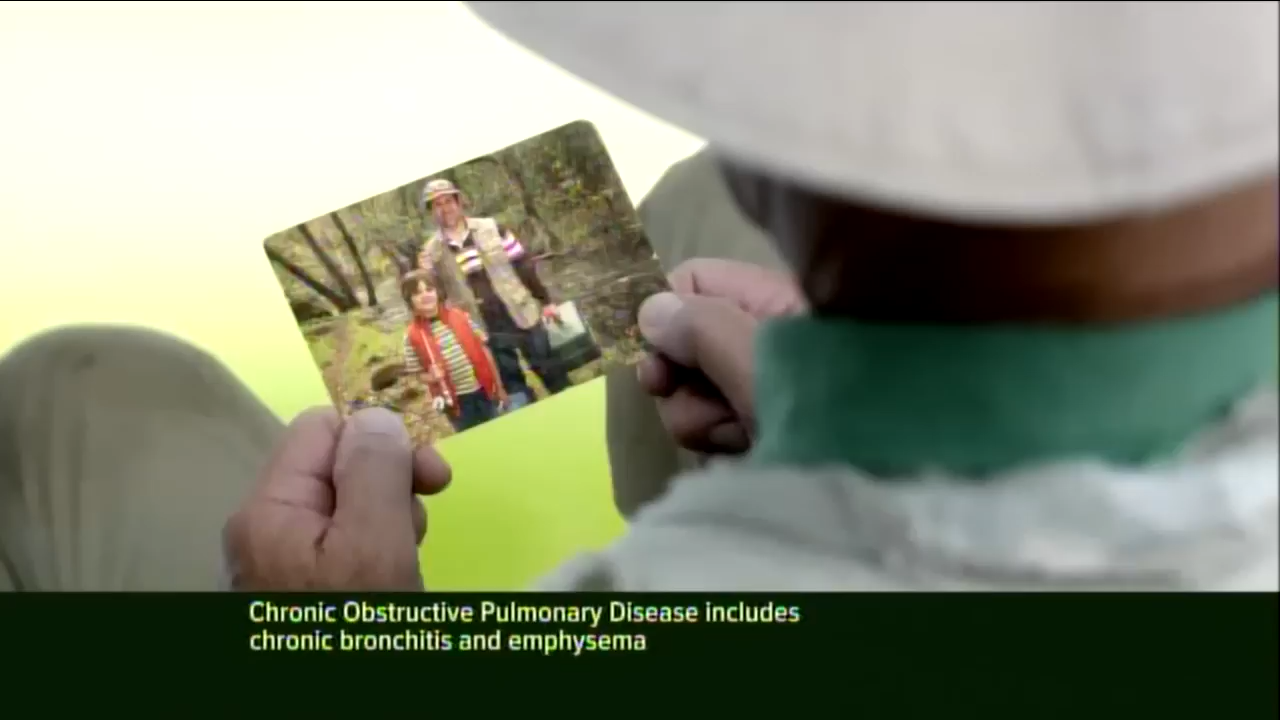 Chronic Obstructive Pulmonary Disease includes
chronic bronchitis and emphysema